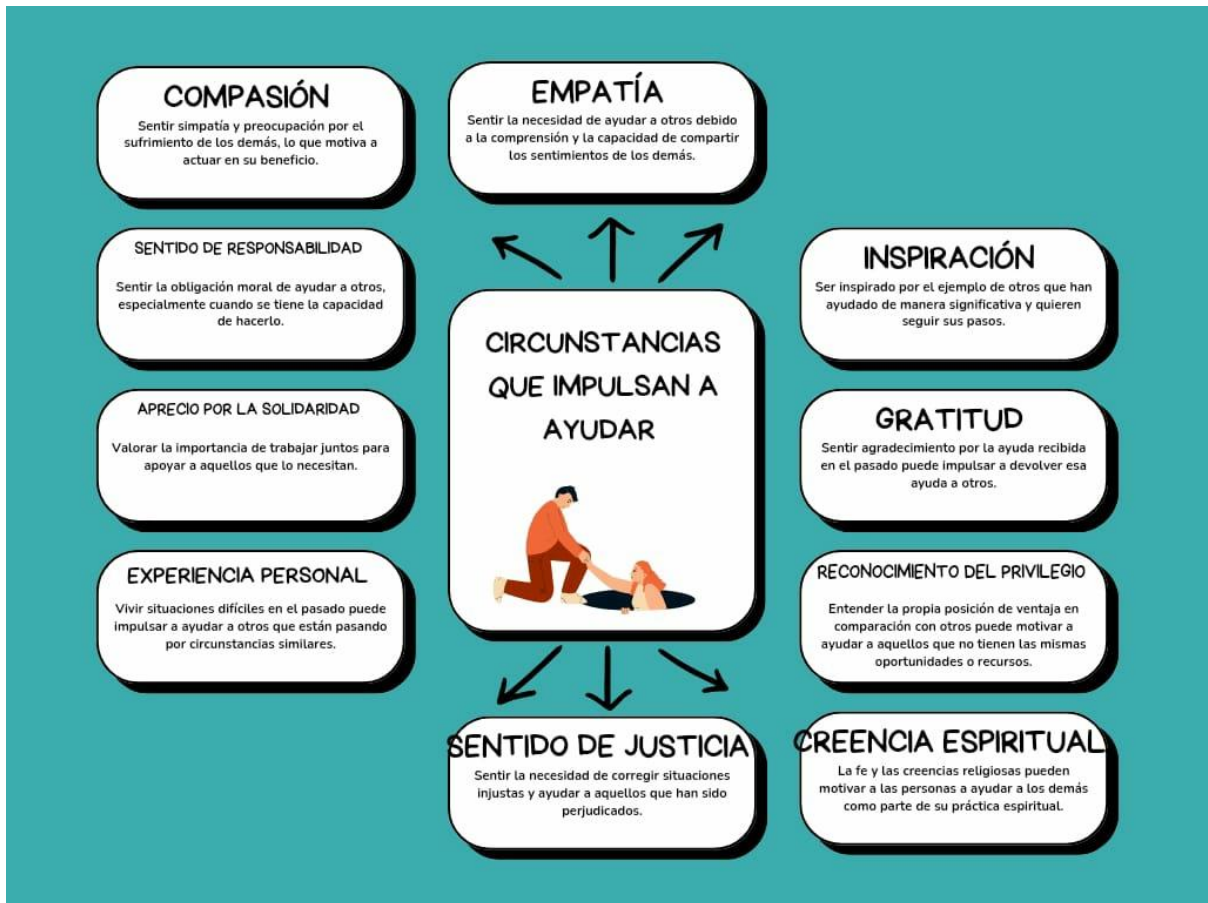 COMPASIÓN
Sentir simpatía y preocupación por el
sufrimiento de los demás, lo que motiva a
actuar en su beneficio.
EMPATÍA
Sentir la necesidad de ayudar a otros debido
a la comprensión y la capacidad de compartir
los sentimientos de los demás.
SENTIDO DE RESPONSABILIDAD
Sentir la obligación moral de ayudar a otros,
especialmente cuando se tiene la capacidad
de hacerlo.
INSPIRACIÓN
Ser inspirado por el ejemplo de otros que han
ayudado de manera significativa y quieren
seguir sus pasos.
CIRCUNSTANCIAS
QUE IMPULSAN A
AYUDAR
APRECIO POR LA SOLIDARIDAD
Valorar la importancia de trabajar juntos para
apoyar a aquellos que lo necesitan.
GRATITUD
Sentir agradecimiento por la ayuda recibida
en el pasado puede impulsar a devolver esa
ayuda a otros.
EXPERIENCIA PERSONAL
Vivir situaciones difíciles en el pasado puede
impulsar a ayudar a otros que están pasando
por circunstancias similares.
RECONOCIMIENTO DEL PRIVILEGIO
Entender la propia posición de ventaja en
comparación con otros puede motivar a
ayudar a aquellos que no tienen las mismas
oportunidades o recursos.
SENTIDO DE JUSTICIA
Sentir la necesidad de corregir situaciones
injustas y ayudar a aquellos que han sido
perjudicados.
CREENCIA ESPIRITUAL
La fe y las creencias religiosas pueden
motivar a las personas a ayudar a los demás
como parte de su práctica espiritual.